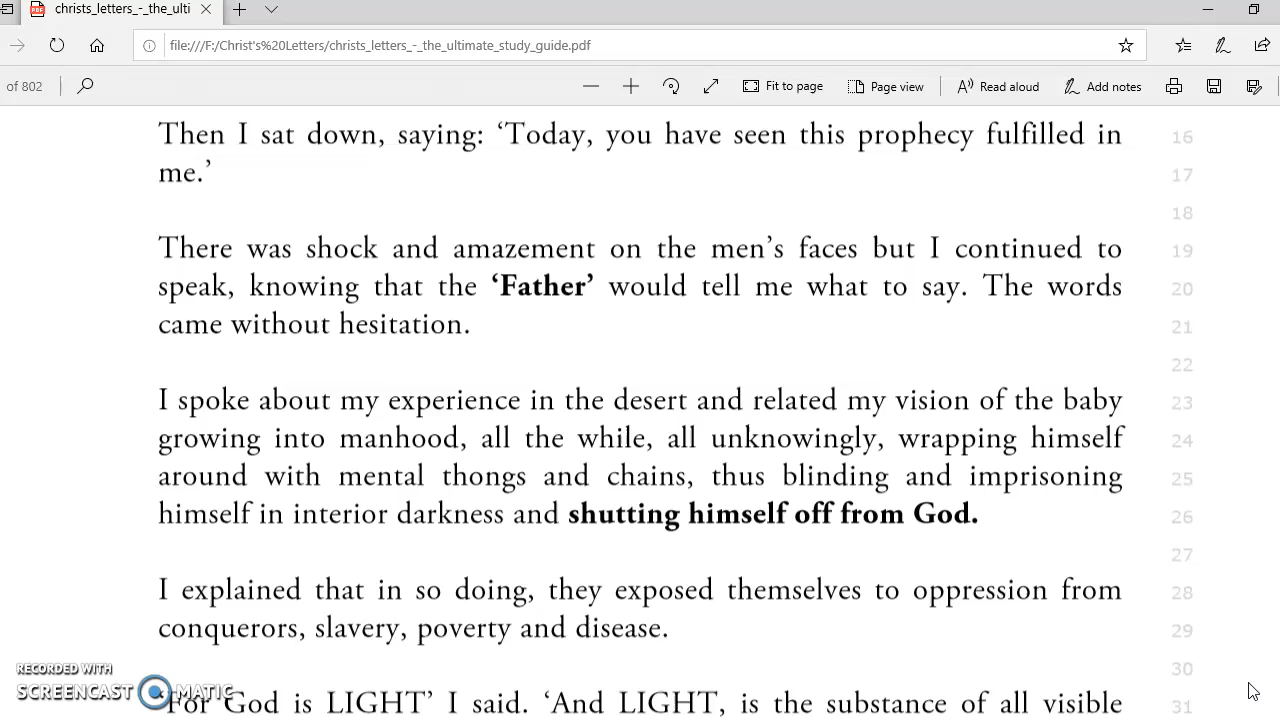 christs_letters_-_the_ulti
file:///F:/Christ's%20Letters/christs_letters_-_the_ultimate_study_guide.pdf
of 802
Fit to page
Page view
Read aloud
Add notes
Then I sat down, saying: ‘Today, you have seen this prophecy fulfilled in 16
me.’ 17
18
There was shock and amazement on the men’s faces but I continued to 19
speak, knowing that the ‘Father’ would tell me what to say. The words 20
came without hesitation. 21
22
I spoke about my experience in the desert and related my vision of the baby 23
growing into manhood, all the while, all unknowingly, wrapping himself 24
around with mental thongs and chains, thus blinding and imprisoning 25
himself in interior darkness and shutting himself off from God. 26
27
I explained that in so doing, they exposed themselves to oppression from 28
conquerors, slavery, poverty and disease. 29
30
‘For God is LIGHT’ I said. ‘And LIGHT, is the substance of all visible 31
RECORDED WITH
SCREENCAST MATIC